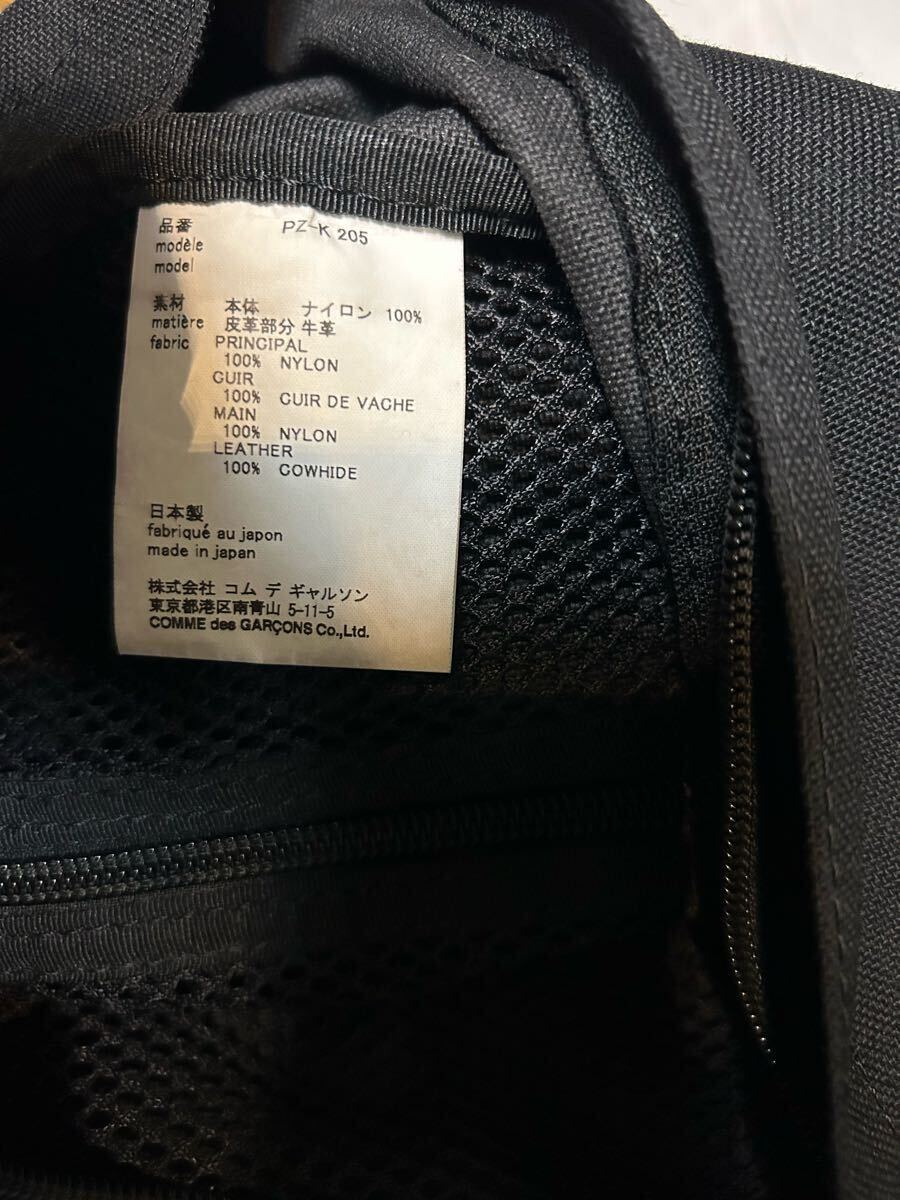 品番 PZ-K 205
modèle
model
素材 本体 ナイロン 100%
matière 皮革部分 牛革
fabric PRINCIPAL
100% NYLON
CUIR
100% CUIR DE VACHE
MAIN
100% NYLON
LEATHER
100% COWHIDE
日本製
fabriqué au japon
made in japan
株式会社 コム デ ギャルソン
東京都港区南青山 5-11-5
COMME des GARÇONS Co.,Ltd.